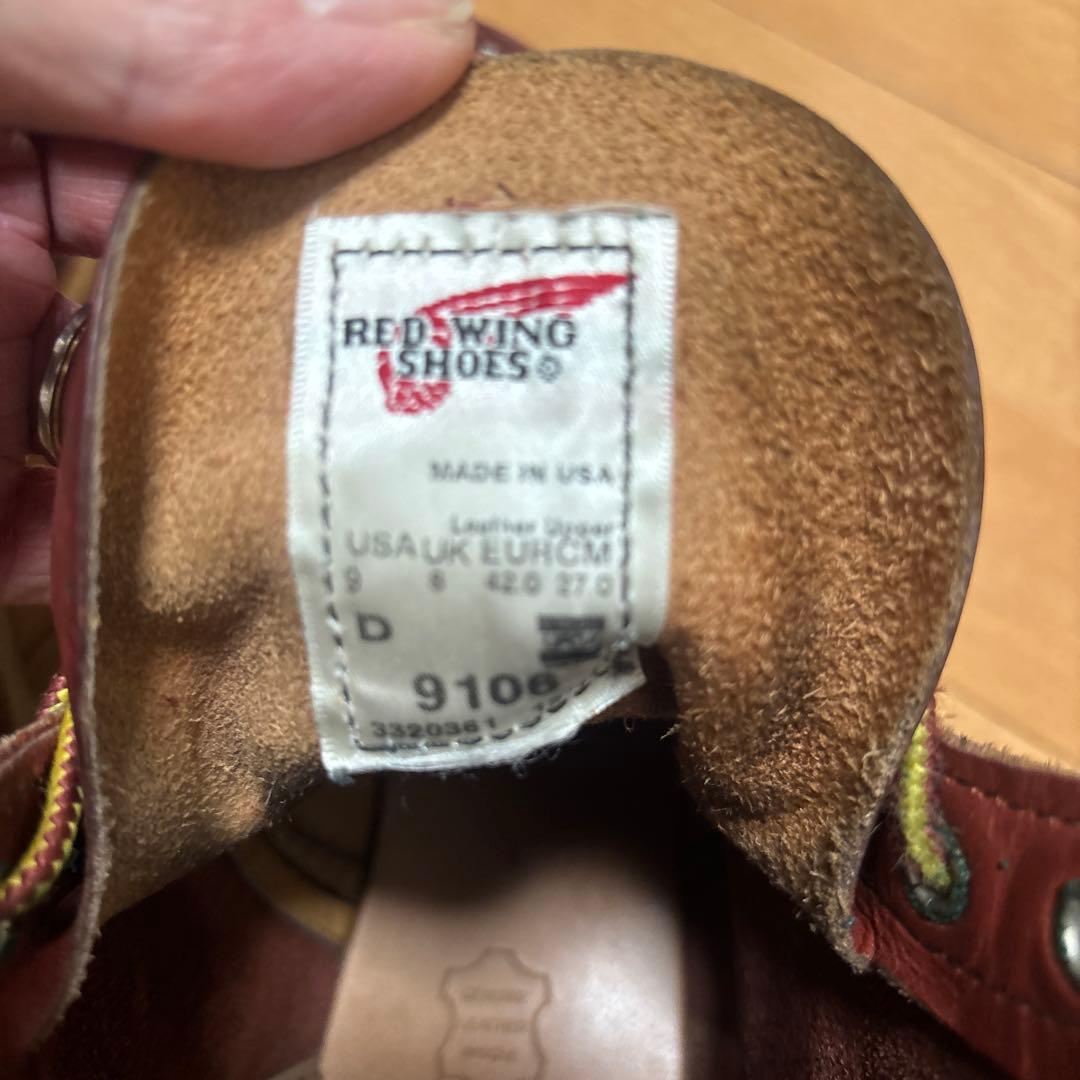 RED WING
SHOES®
MADE IN USA
Leather Upper
USA UK EUR CM
9 8 42.0 27.0
D
9106
3320361